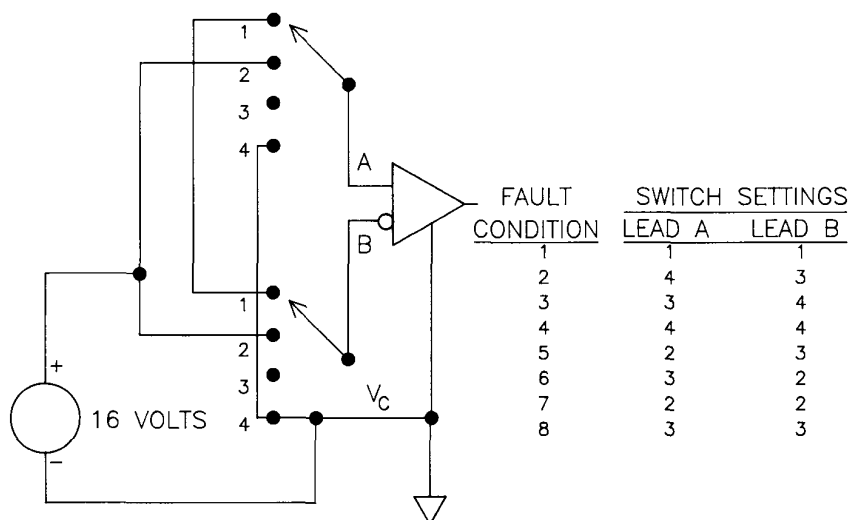 1
2
3
4
A
B
1
2
3
4
V_C
+
16 VOLTS
−
FAULT CONDITION
SWITCH SETTINGS
LEAD A LEAD B
1 1 1
2 4 3
3 3 4
4 4 4
5 2 3
6 3 2
7 2 2
8 3 3